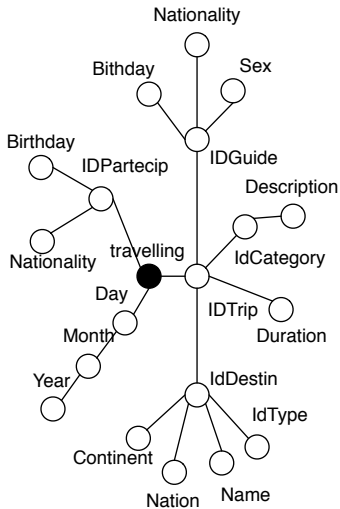 Nationality
Bithday
Sex
Birthday
IDPartecip
IDGuide
Description
Nationality
travelling
IdCategory
Day
IDTrip
Month
Duration
Year
IdDestin
IdType
Continent
Nation
Name